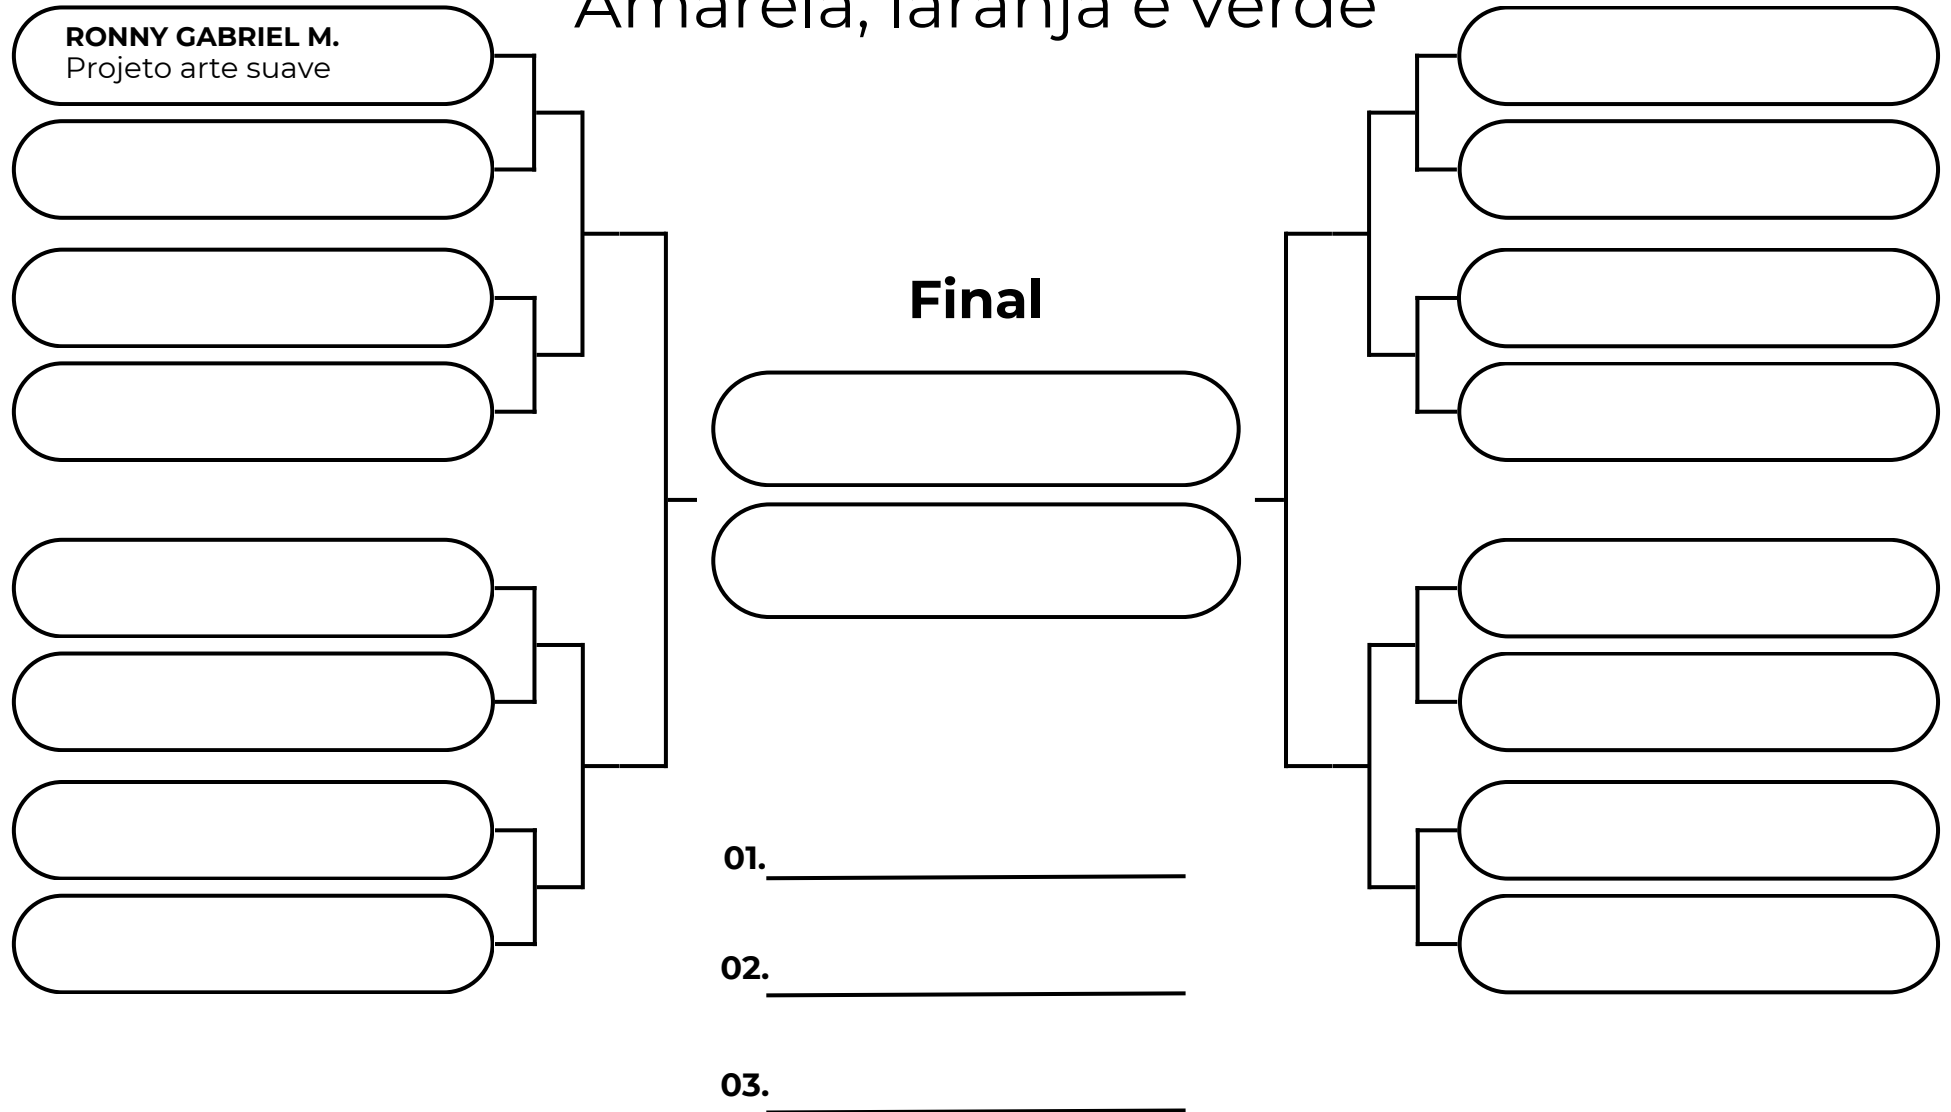 Amarela, laranja e verde
RONNY GABRIEL M.
Projeto arte suave
Final
01.
02.
03.